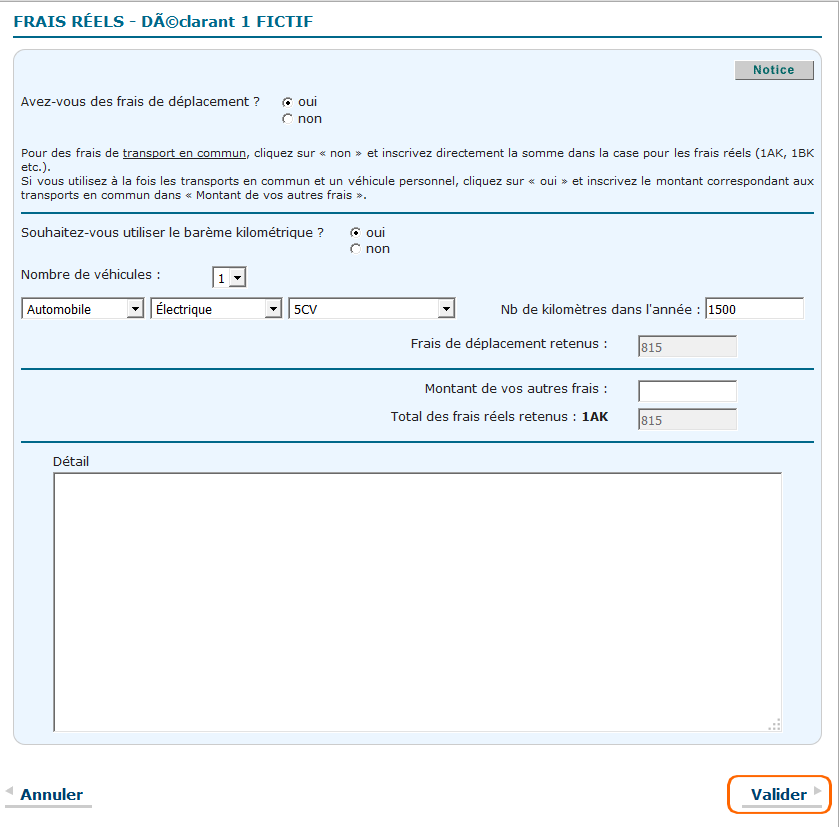 FRAIS RÉELS - DÃ©clarant 1 FICTIF
Notice
Avez-vous des frais de déplacement ? oui
non
Pour des frais de transport en commun, cliquez sur « non » et inscrivez directement la somme dans la case pour les frais réels (1AK, 1BK
etc.).
Si vous utilisez à la fois les transports en commun et un véhicule personnel, cliquez sur « oui » et inscrivez le montant correspondant aux
transports en commun dans « Montant de vos autres frais ».
Souhaitez-vous utiliser le barème kilométrique ? oui
non
Nombre de véhicules : 1
Automobile Électrique 5CV Nb de kilomètres dans l'année : 1500
Frais de déplacement retenus : 815
Montant de vos autres frais :
Total des frais réels retenus : 1AK 815
Détail
Annuler Valider